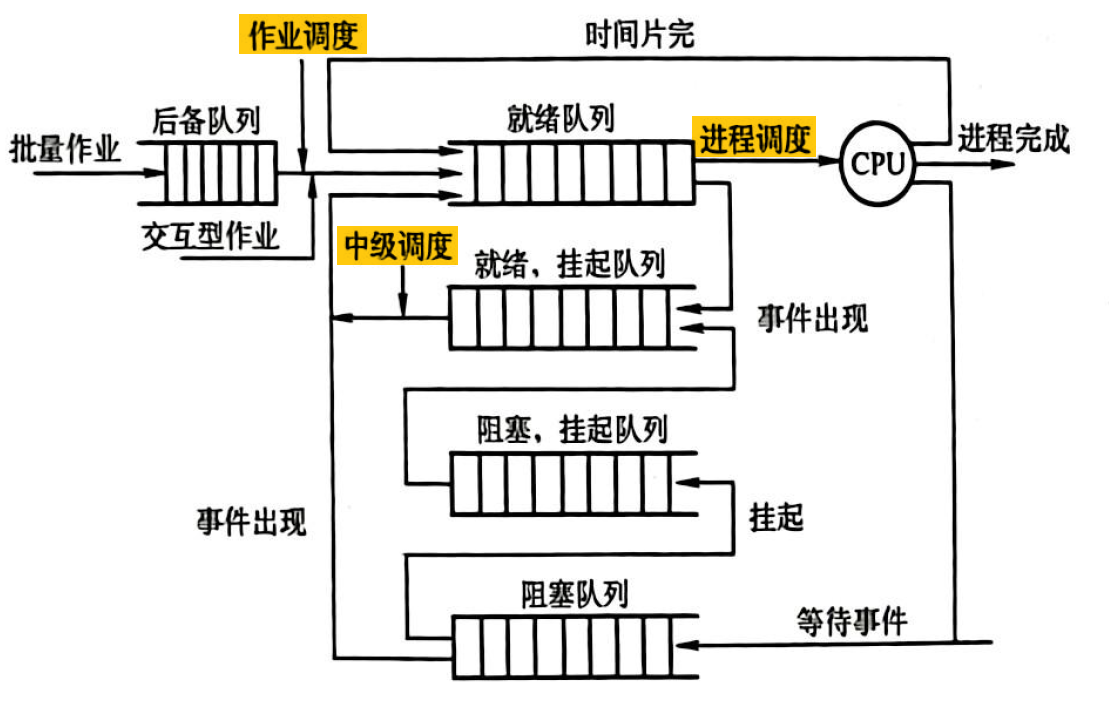 作业调度
时间片完
后备队列
就绪队列
批量作业
进程调度
CPU
进程完成
交互型作业
中级调度
就绪，挂起队列
事件出现
阻塞，挂起队列
事件出现
挂起
阻塞队列
等待事件